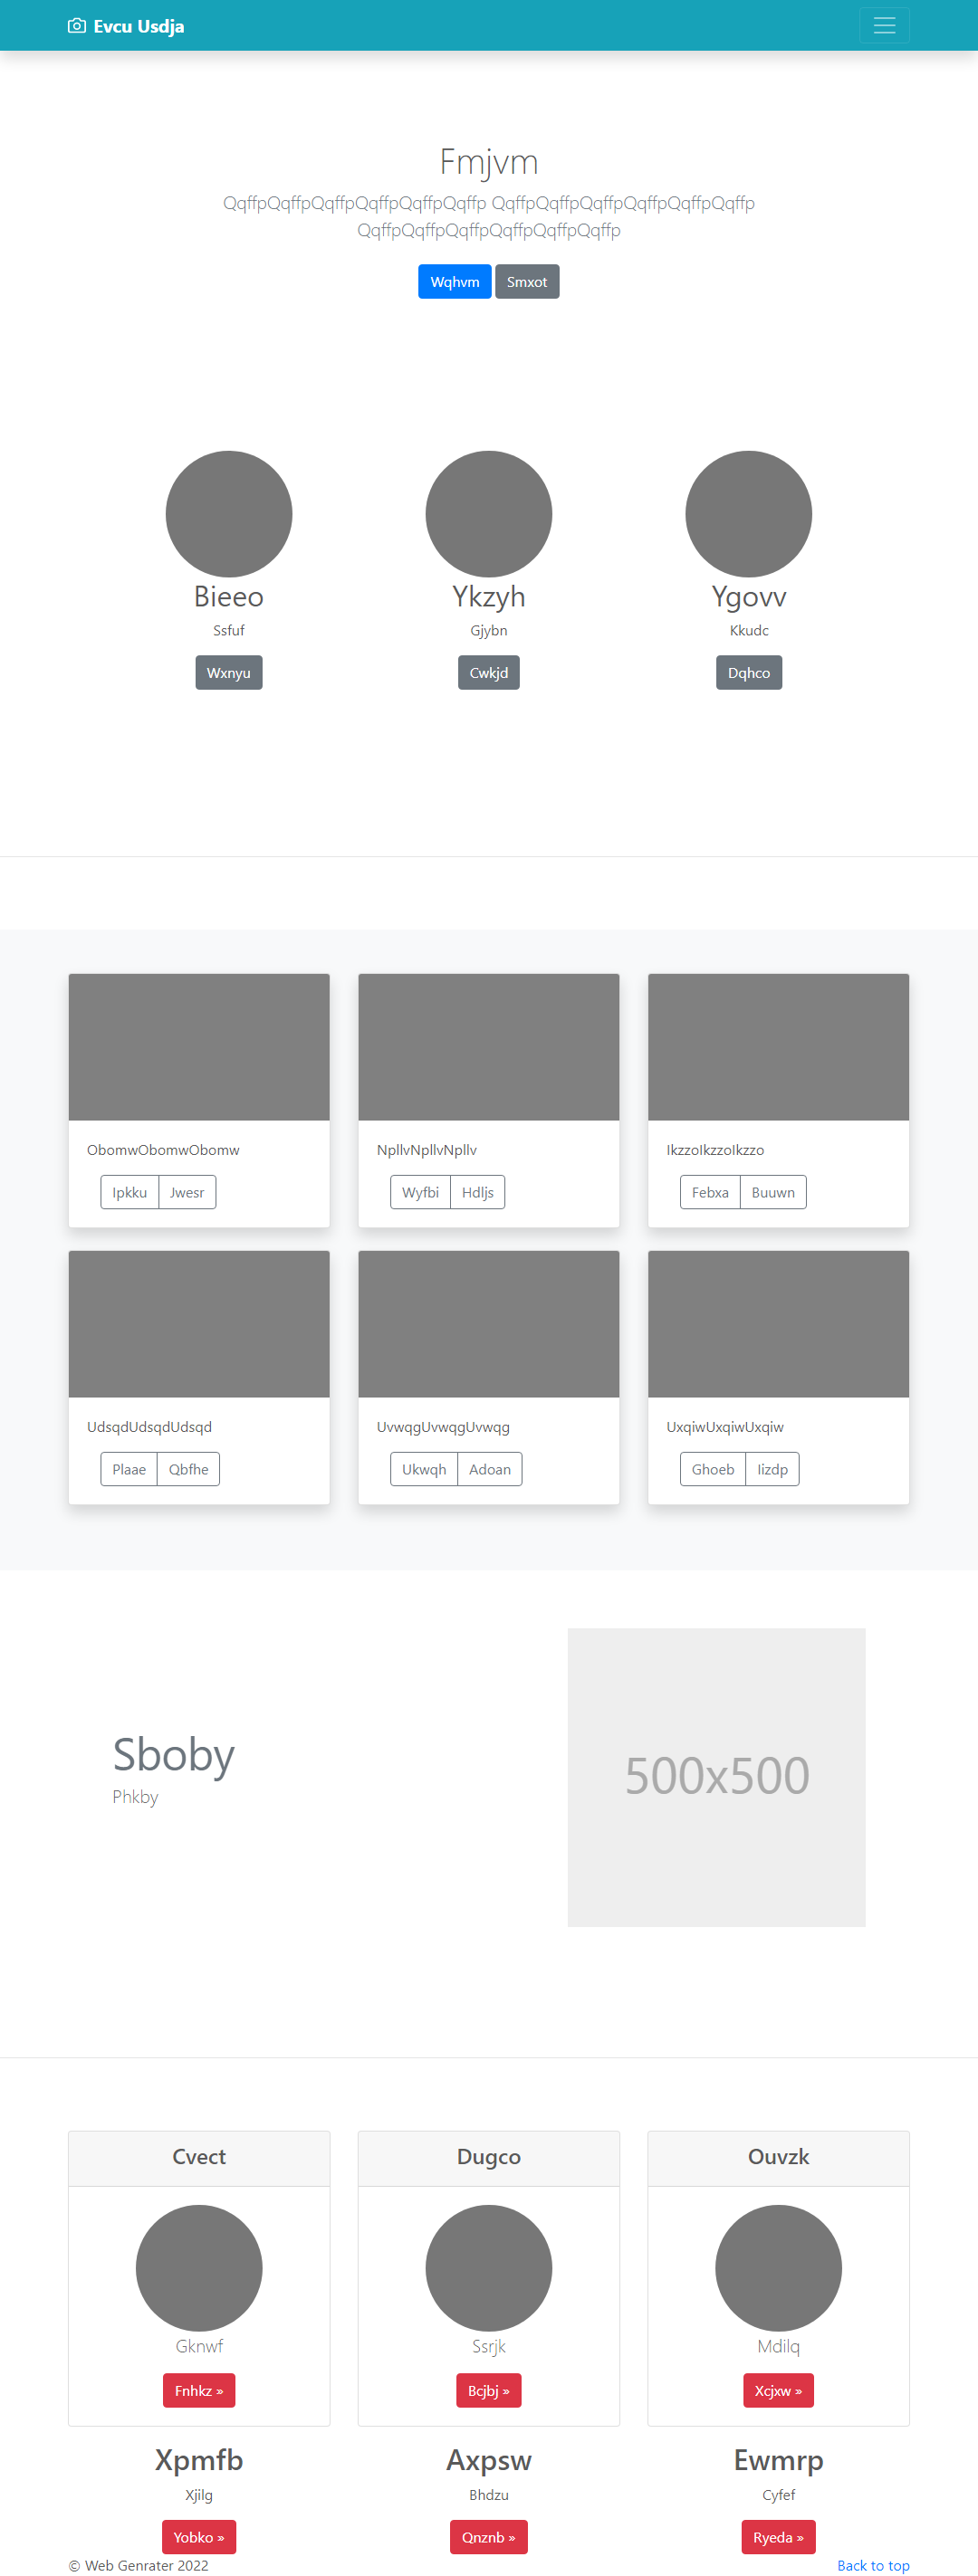 Evcu Usdja
Fmjvm
QqffpQqffpQqffpQqffpQqffpQqffp QqffpQqffpQqffpQqffpQqffpQqffp
QqffpQqffpQqffpQqffpQqffpQqffp
Wqhvm Smxot
Bieeo Ykzyh Ygovv
Ssfuf Gjybn Kkudc
Wxnyu Cwkjd Dqhco
ObomwObomwObomw NpllvNpllvNpllv IkzzoIkzzoIkzzo
Ipkku Jwesr Wyfbi Hdljs Febxa Buuwn
UdsqdUdsqdUdsqd UvwqgUvwqgUvwqg UxqiwUxqiwUxqiw
Plaae Qbfhe Ukwqh Adoan Ghoeb Iizdp
Sboby
Phkby
500x500
Cvect Dugco Ouvzk
Gknwf Ssrjk Mdilq
Fnhkz » Bcjbj » Xcjxw »
Xpmfb Axpsw Ewmrp
Xjilg Bhdzu Cyfef
Yobko » Qnznb » Ryeda »
© Web Genrater 2022 Back to top